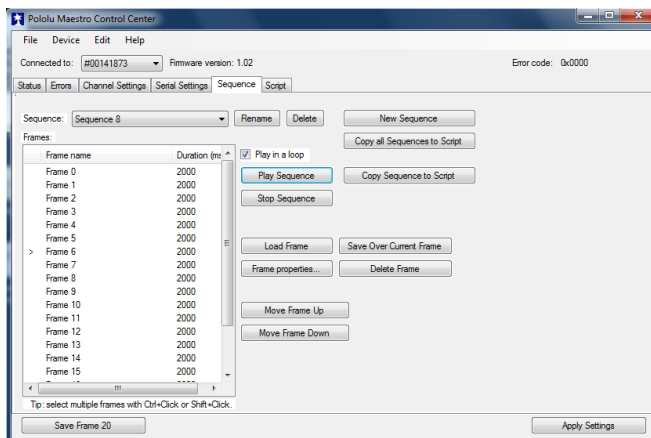 Pololu Maestro Control Center
File Device Edit Help
Connected to: #00141873 Firmware version: 1.02 Error code: 0x0000
Status Errors Channel Settings Serial Settings Sequence Script
Sequence: Sequence 8 Rename Delete New Sequence
Copy all Sequences to Script
Frames:
Frame name Duration (ms
Play in a loop
Frame 0 2000
Play Sequence Copy Sequence to Script
Frame 1 2000
Frame 2 2000
Stop Sequence
Frame 3 2000
Frame 4 2000
Frame 5 2000
Load Frame Save Over Current Frame
> Frame 6 2000
Frame 7 2000
Frame properties... Delete Frame
Frame 8 2000
Frame 9 2000
Frame 10 2000
Move Frame Up
Frame 11 2000
Frame 12 2000
Move Frame Down
Frame 13 2000
Frame 14 2000
Frame 15 2000
Tip: select multiple frames with Ctrl+Click or Shift+Click.
Save Frame 20 Apply Settings